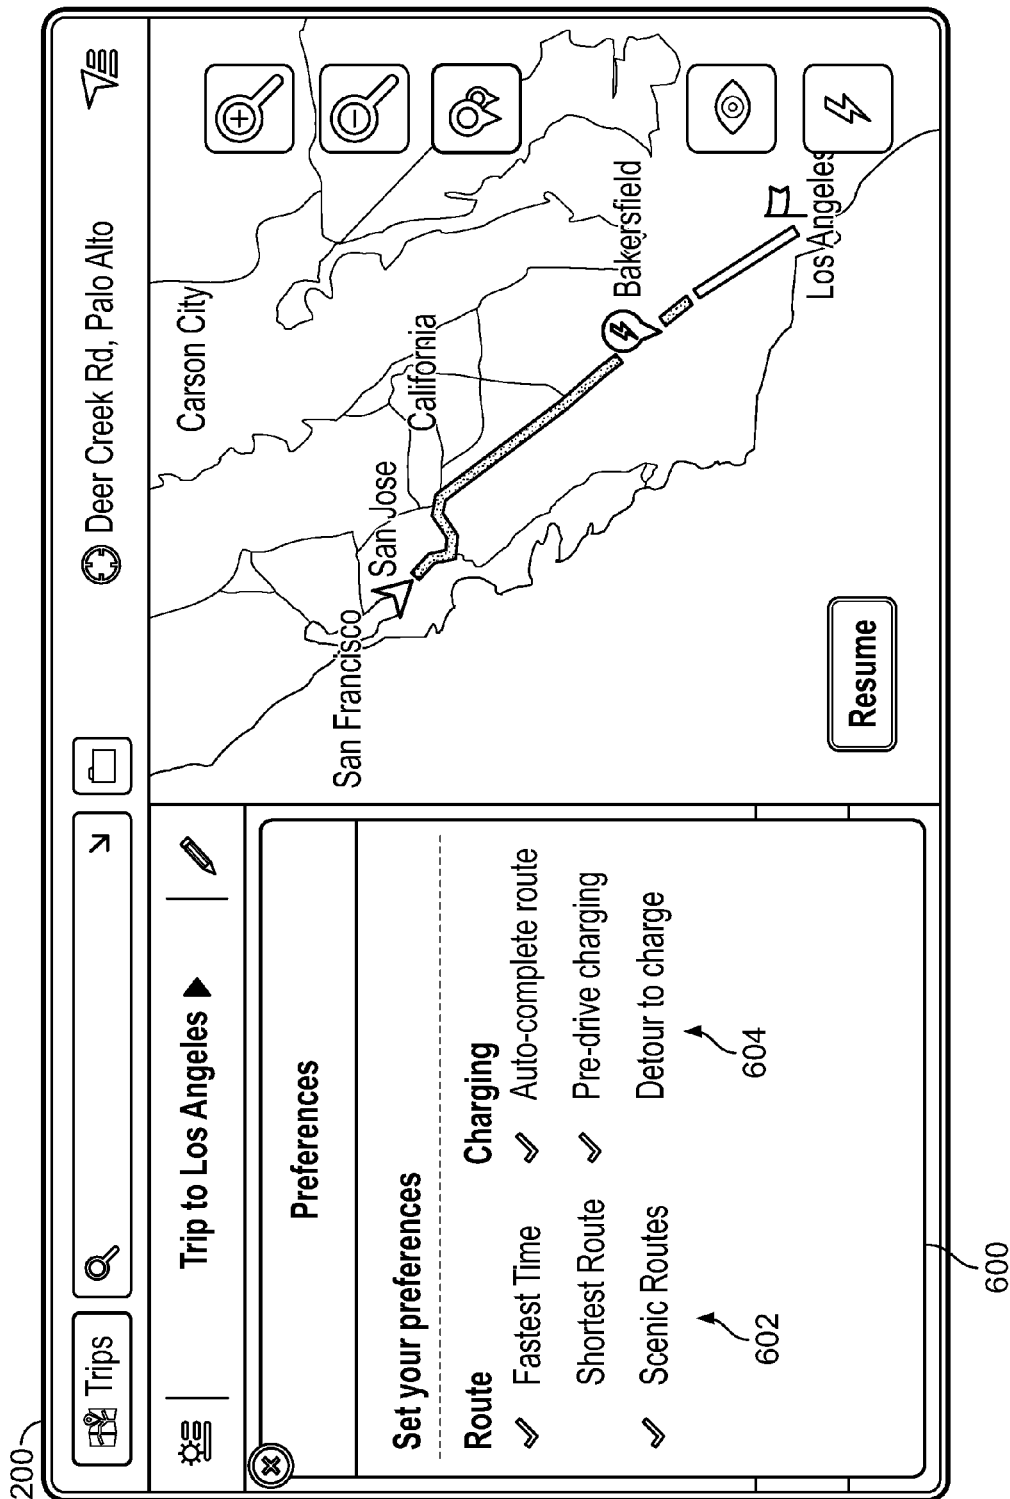 200
Trips
Deer Creek Rd, Palo Alto
Trip to Los Angeles
Preferences
Set your preferences
Route
Fastest Time
Shortest Route
Scenic Routes
602
Charging
Auto-complete route
Pre-drive charging
Detour to charge
604
600
Carson City
San Francisco
San Jose
California
Bakersfield
Los Angeles
Resume